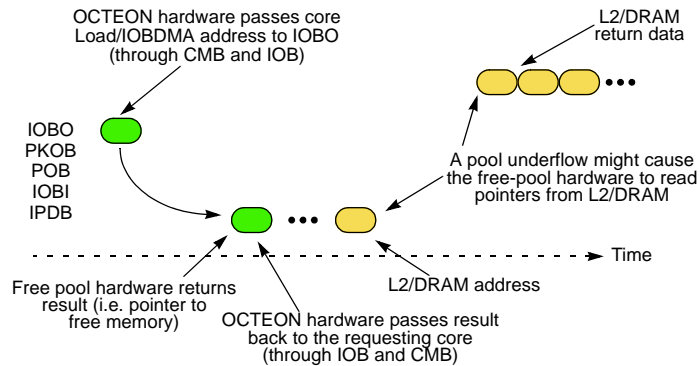 OCTEON hardware passes core
Load/IOBDMA address to IOBO
(through CMB and IOB)
L2/DRAM
return data
IOBO
PKOB
POB
IOBI
IPDB
A pool underflow might cause
the free-pool hardware to read
pointers from L2/DRAM
Time
Free pool hardware returns
result (i.e. pointer to
free memory)
L2/DRAM address
OCTEON hardware passes result
back to the requesting core
(through IOB and CMB)